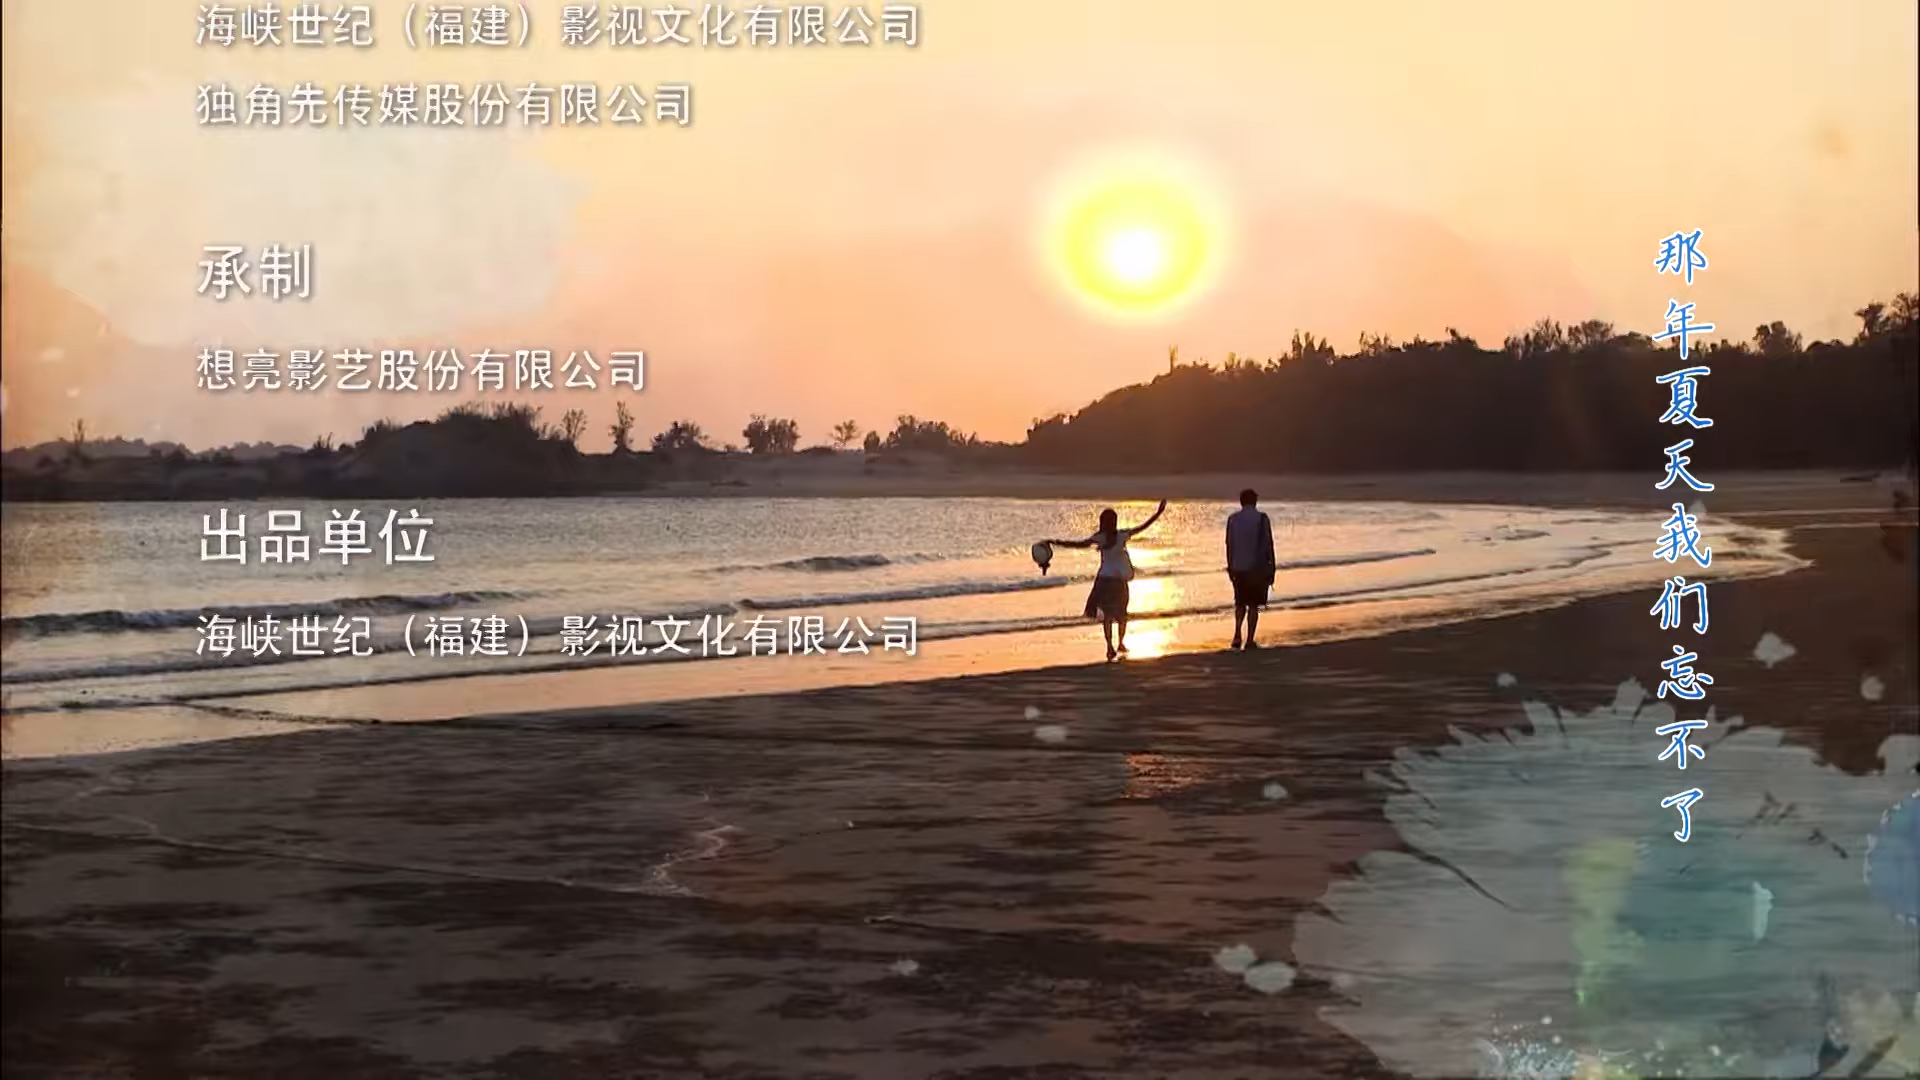 海峡世纪（福建）影视文化有限公司
独角先传媒股份有限公司
承制
想亮影艺股份有限公司
出品单位
海峡世纪（福建）影视文化有限公司
那年夏天我们忘不了